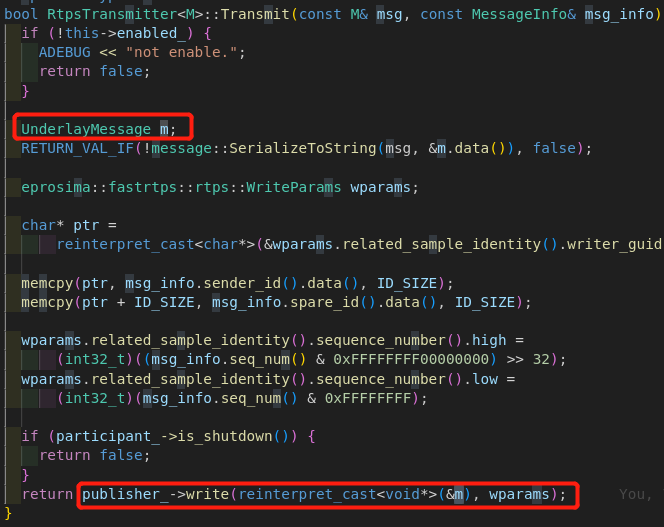 bool RtpsTransmitter<M>::Transmit(const M& msg, const MessageInfo& msg_info)
if (!this->enabled_) {
ADEBUG << "not enable.";
return false;
}
UnderlayMessage m;
RETURN_VAL_IF(!message::SerializeToString(msg, &m.data()), false);
eprosima::fastrtps::rtps::WriteParams wparams;
char* ptr =
reinterpret_cast<char*>(&wparams.related_sample_identity().writer_guid
memcpy(ptr, msg_info.sender_id().data(), ID_SIZE);
memcpy(ptr + ID_SIZE, msg_info.spare_id().data(), ID_SIZE);
wparams.related_sample_identity().sequence_number().high =
(int32_t)((msg_info.seq_num() & 0xFFFFFFFF00000000) >> 32);
wparams.related_sample_identity().sequence_number().low =
(int32_t)(msg_info.seq_num() & 0xFFFFFFFF);
if (participant_->is_shutdown()) {
return false;
}
return publisher_->write(reinterpret_cast<void*>(&m), wparams); You,
}